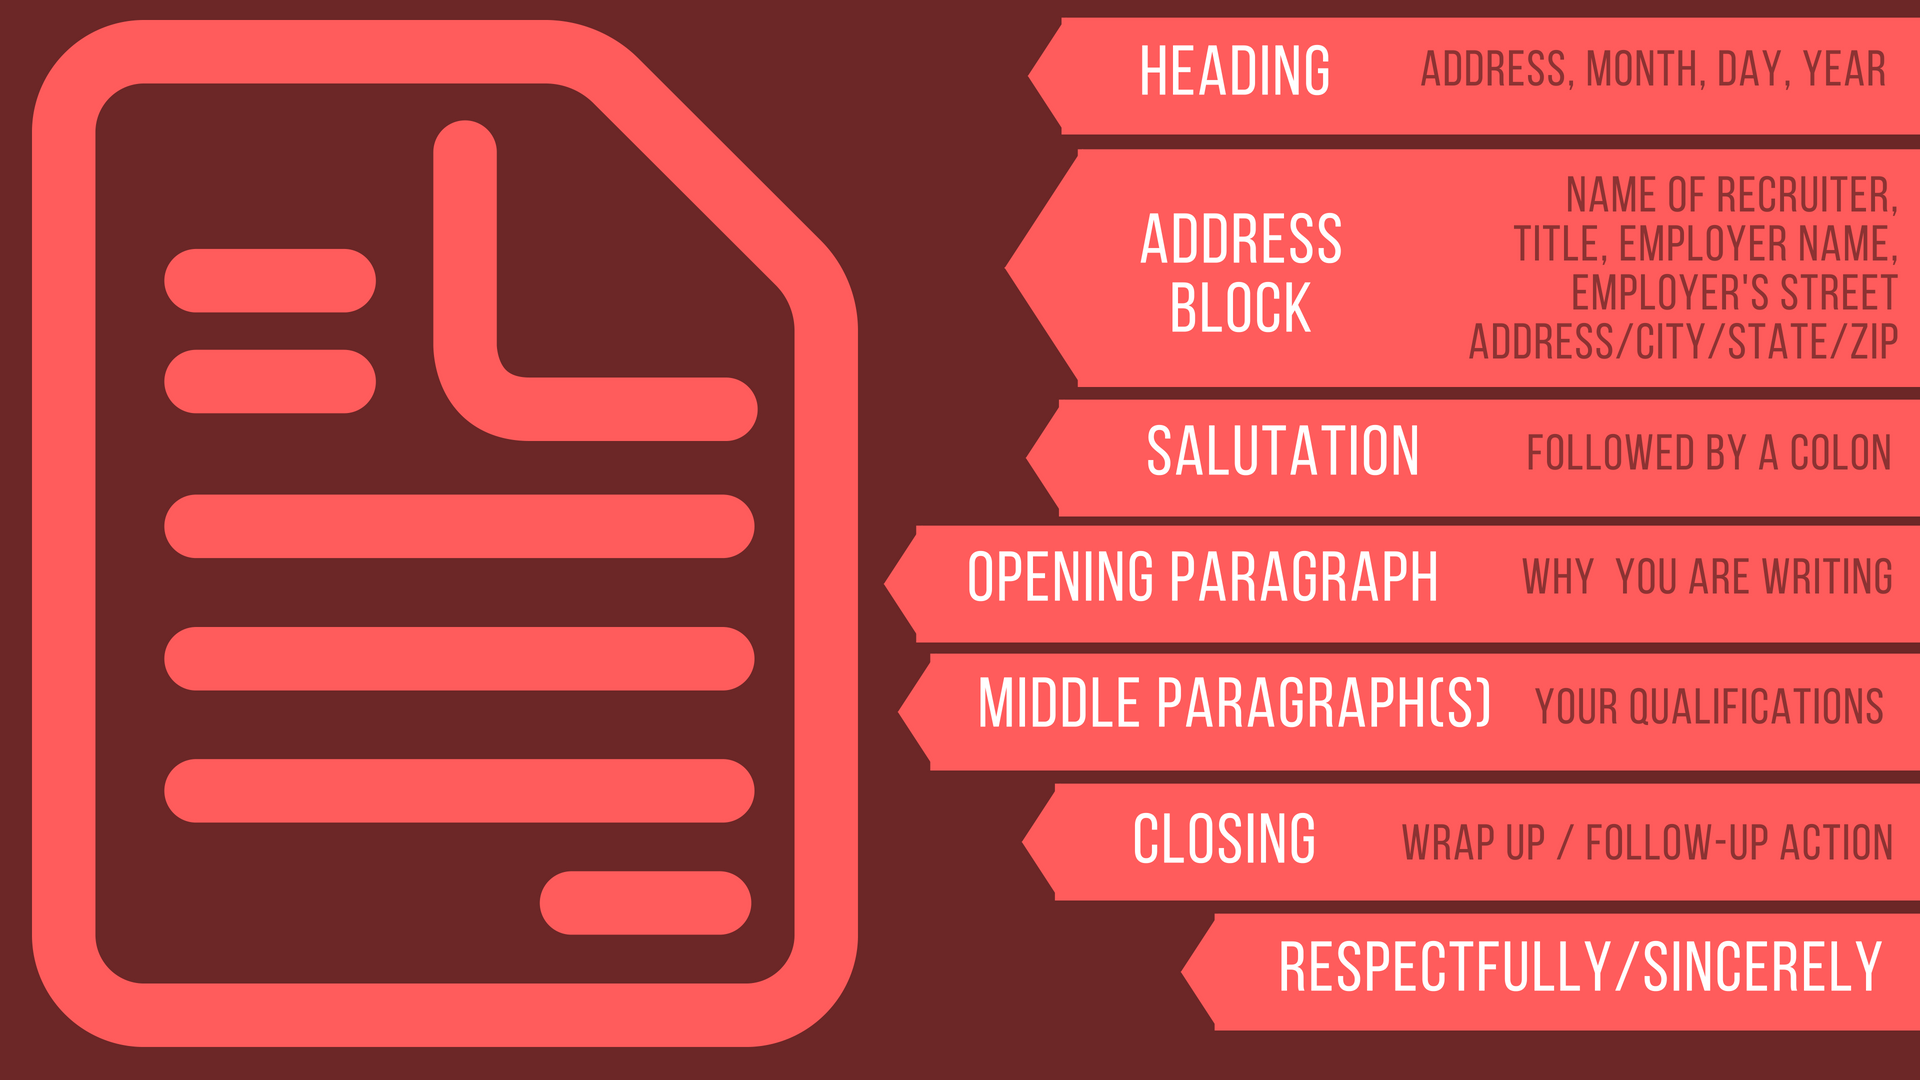 HEADING
ADDRESS, MONTH, DAY, YEAR
ADDRESS
BLOCK
NAME OF RECRUITER,
TITLE, EMPLOYER NAME,
EMPLOYER'S STREET
ADDRESS/CITY/STATE/ZIP
SALUTATION
FOLLOWED BY A COLON
OPENING PARAGRAPH
WHY YOU ARE WRITING
MIDDLE PARAGRAPH(S)
YOUR QUALIFICATIONS
CLOSING
WRAP UP / FOLLOW-UP ACTION
RESPECTFULLY/SINCERELY